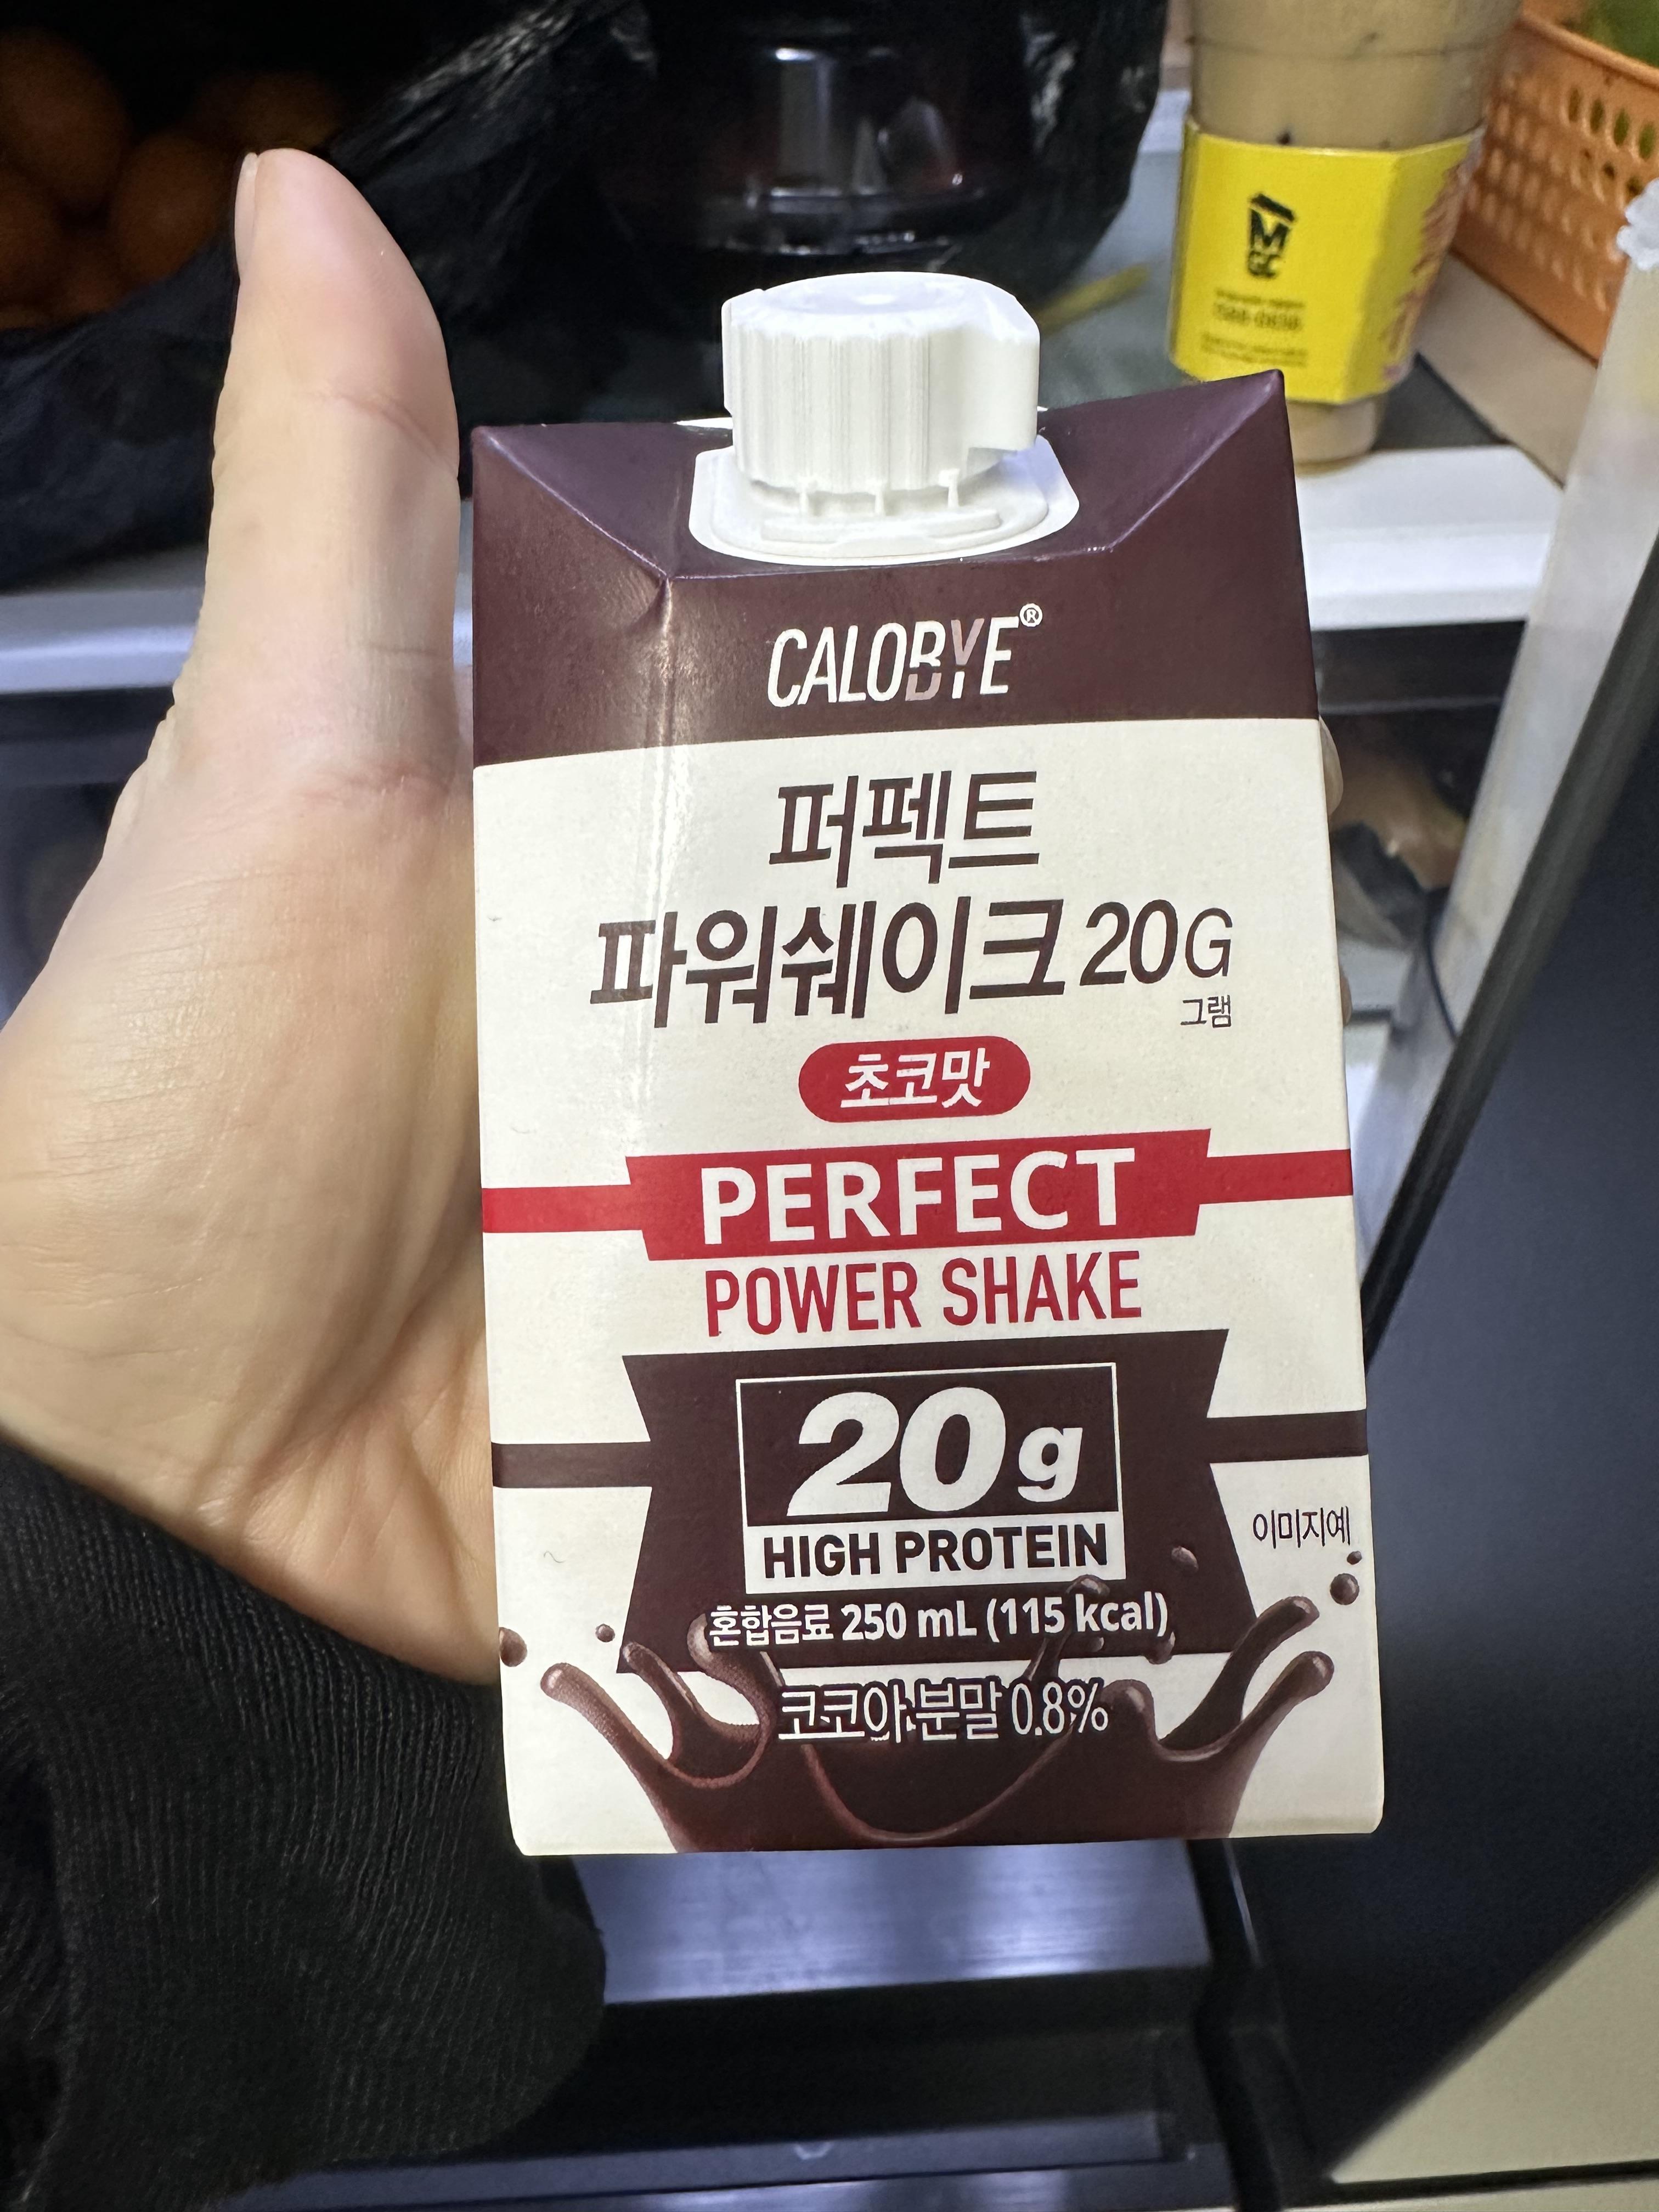 CALOBYE®
퍼펙트
파워쉐이크 20G
그램
초코맛
PERFECT
POWER SHAKE
20g
HIGH PROTEIN
이미지예
혼합음료 250 mL (115 kcal)
코코아분말 0.8%
M
GC